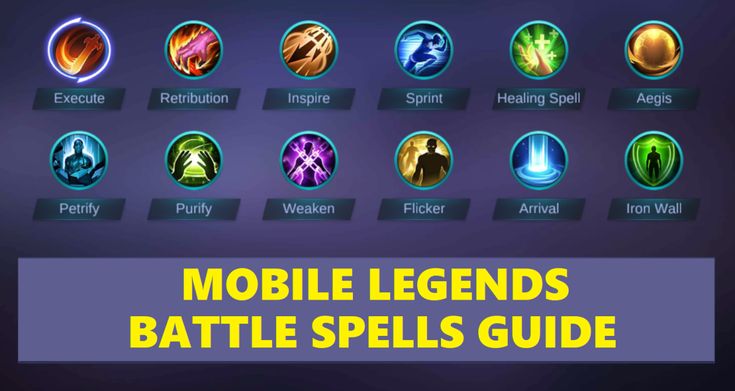 Execute Retribution Inspire Sprint Healing Spell Aegis
Petrify Purify Weaken Flicker Arrival Iron Wall
MOBILE LEGENDS
BATTLE SPELLS GUIDE